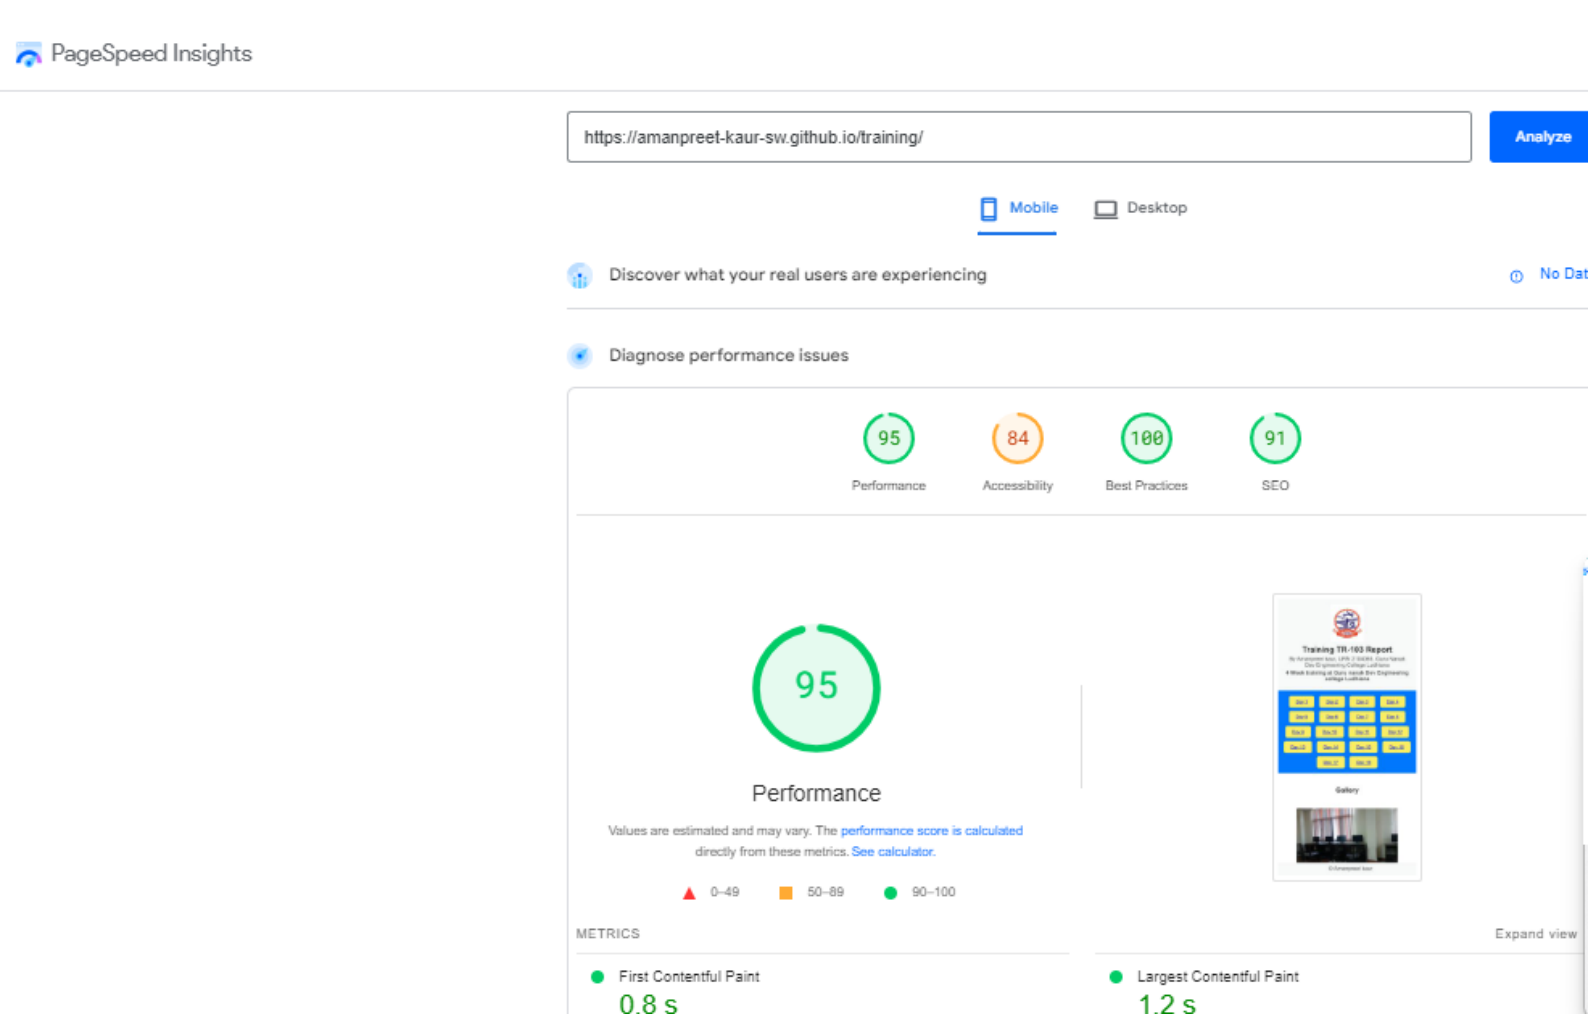 PageSpeed Insights
https://amanpreet-kaur-sw.github.io/training/
Analyze
Mobile
Desktop
Discover what your real users are experiencing
No Dat
Diagnose performance issues
95
84
100
91
Performance
Accessibility
Best Practices
SEO
95
Performance
Values are estimated and may vary. The performance score is calculated
directly from these metrics. See calculator.
0–49
50–89
90–100
Training TR-103 Report
Gallery
METRICS
Expand view
First Contentful Paint
0.8 s
Largest Contentful Paint
1.2 s